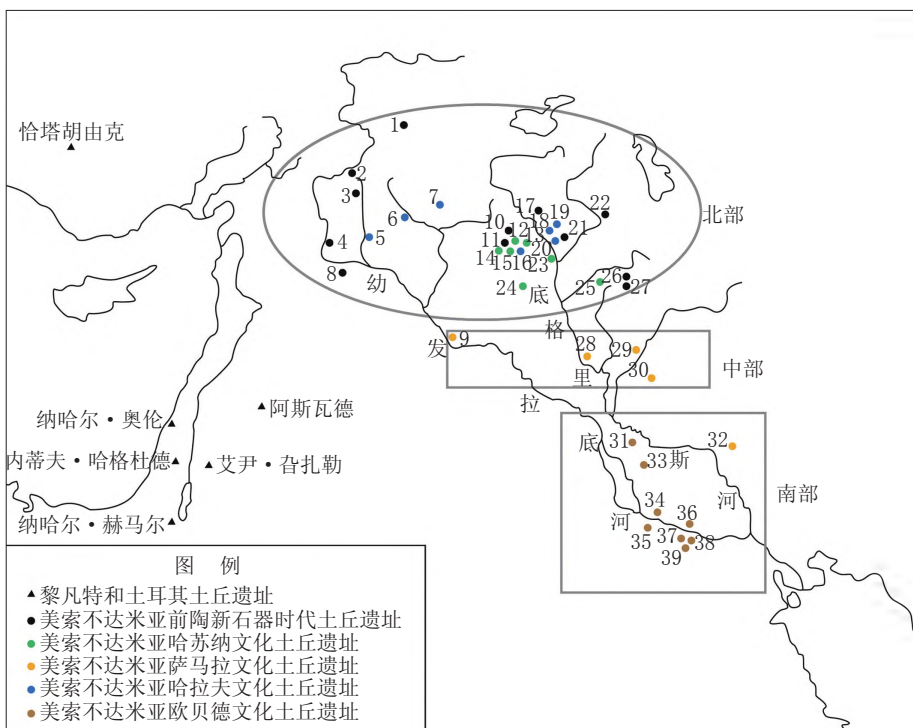 恰塔胡由克
1
2
3
4
5
6
7
8
10
11
12
13
14
15
16
17
18
19
20
21
22
23
24
25
26
27
北部
幼
发
拉
底
河
底
格
里
斯
河
9
28
29
30
中部
31
32
33
34
35
36
37
38
39
南部
阿斯瓦德
纳哈尔·奥伦
内蒂夫·哈格杜德
艾尹·旮扎勒
纳哈尔·赫马尔
图 例
黎凡特和土耳其土丘遗址
美索不达米亚前陶新石器时代土丘遗址
美索不达米亚哈苏纳文化土丘遗址
美索不达米亚萨马拉文化土丘遗址
美索不达米亚哈拉夫文化土丘遗址
美索不达米亚欧贝德文化土丘遗址